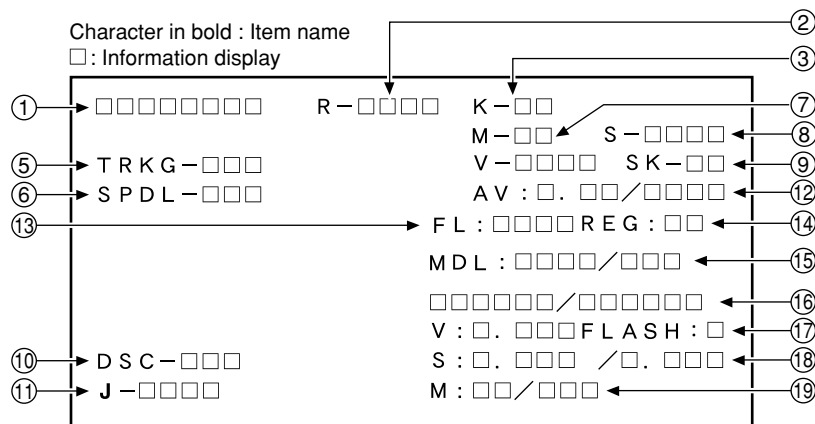 Character in bold : Item name
□ : Information display
② 
③
① □□□□□□□□ R－□□□□ K－□□
⑦
M－□□ S－□□□□ ⑧
⑤ TRKG－□□□ V－□□□□ SK－□□ ⑨
⑥ SPDL－□□□ AV : □. □□／□□□□ ⑫
⑬ FL : □□□□REG : □□ ⑭
MDL : □□□□／□□□ ⑮
□□□□□□／□□□□□□ ⑯
V : □. □□□FLASH : □ ⑰
⑩ DSC－□□□ S : □. □□□ ／□. □□□ ⑱
⑪ J－□□□□ M : □□／□□□ ⑲